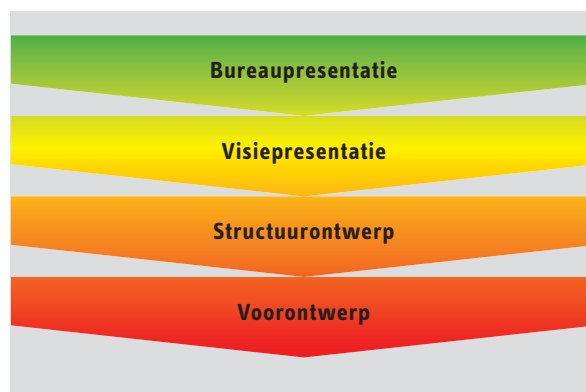 Bureaupresentatie
Visiepresentatie
Structuurontwerp
Voorontwerp